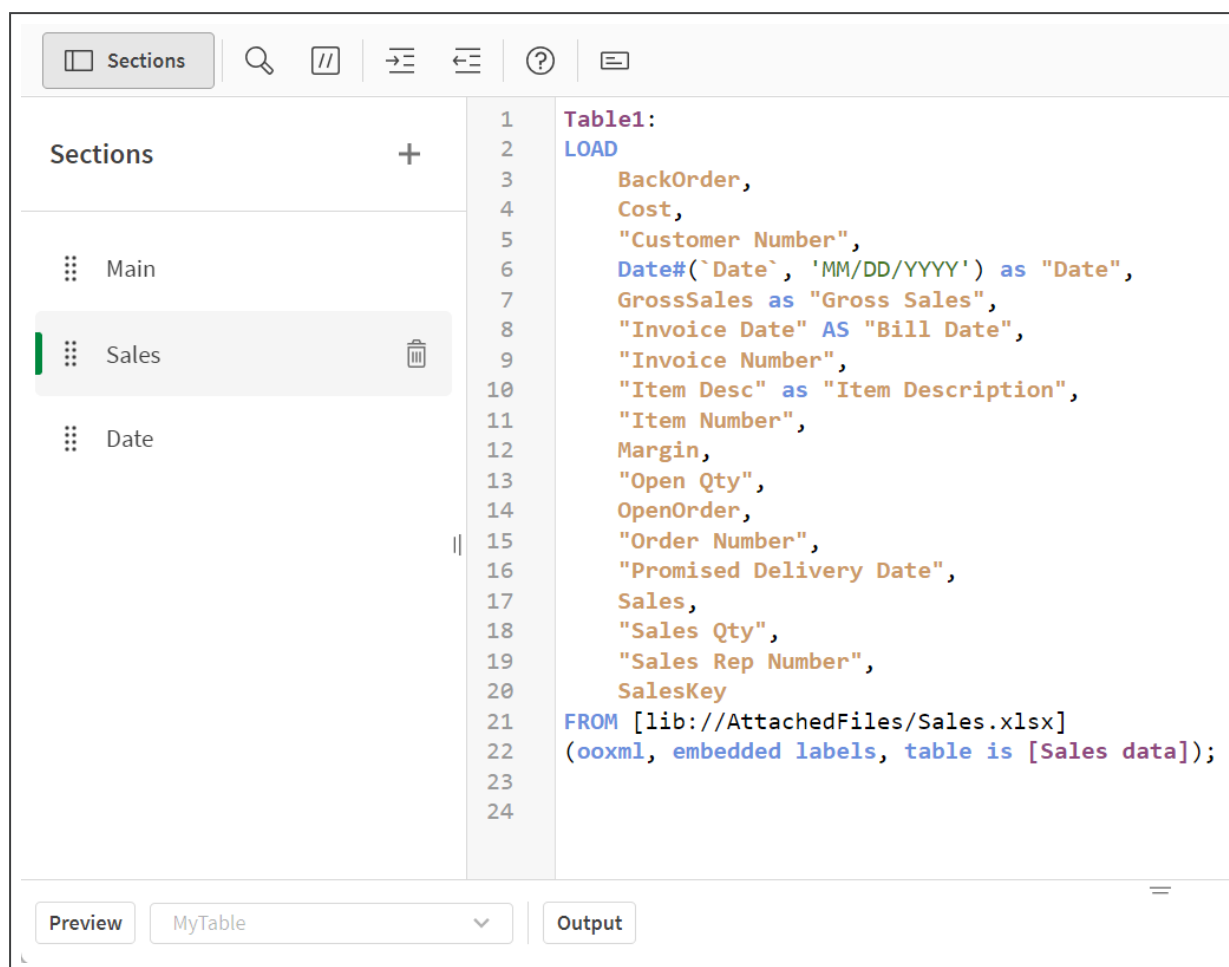 Sections
Sections
Main
Sales
Date
1 Table1:
2 LOAD
3 BackOrder,
4 Cost,
5 "Customer Number",
6 Date#(`Date`, 'MM/DD/YYYY') as "Date",
7 GrossSales as "Gross Sales",
8 "Invoice Date" AS "Bill Date",
9 "Invoice Number",
10 "Item Desc" as "Item Description",
11 "Item Number",
12 Margin,
13 "Open Qty",
14 OpenOrder,
15 "Order Number",
16 "Promised Delivery Date",
17 Sales,
18 "Sales Qty",
19 "Sales Rep Number",
20 SalesKey
21 FROM [lib://AttachedFiles/Sales.xlsx]
22 (ooxml, embedded labels, table is [Sales data]);
23
24
Preview MyTable Output